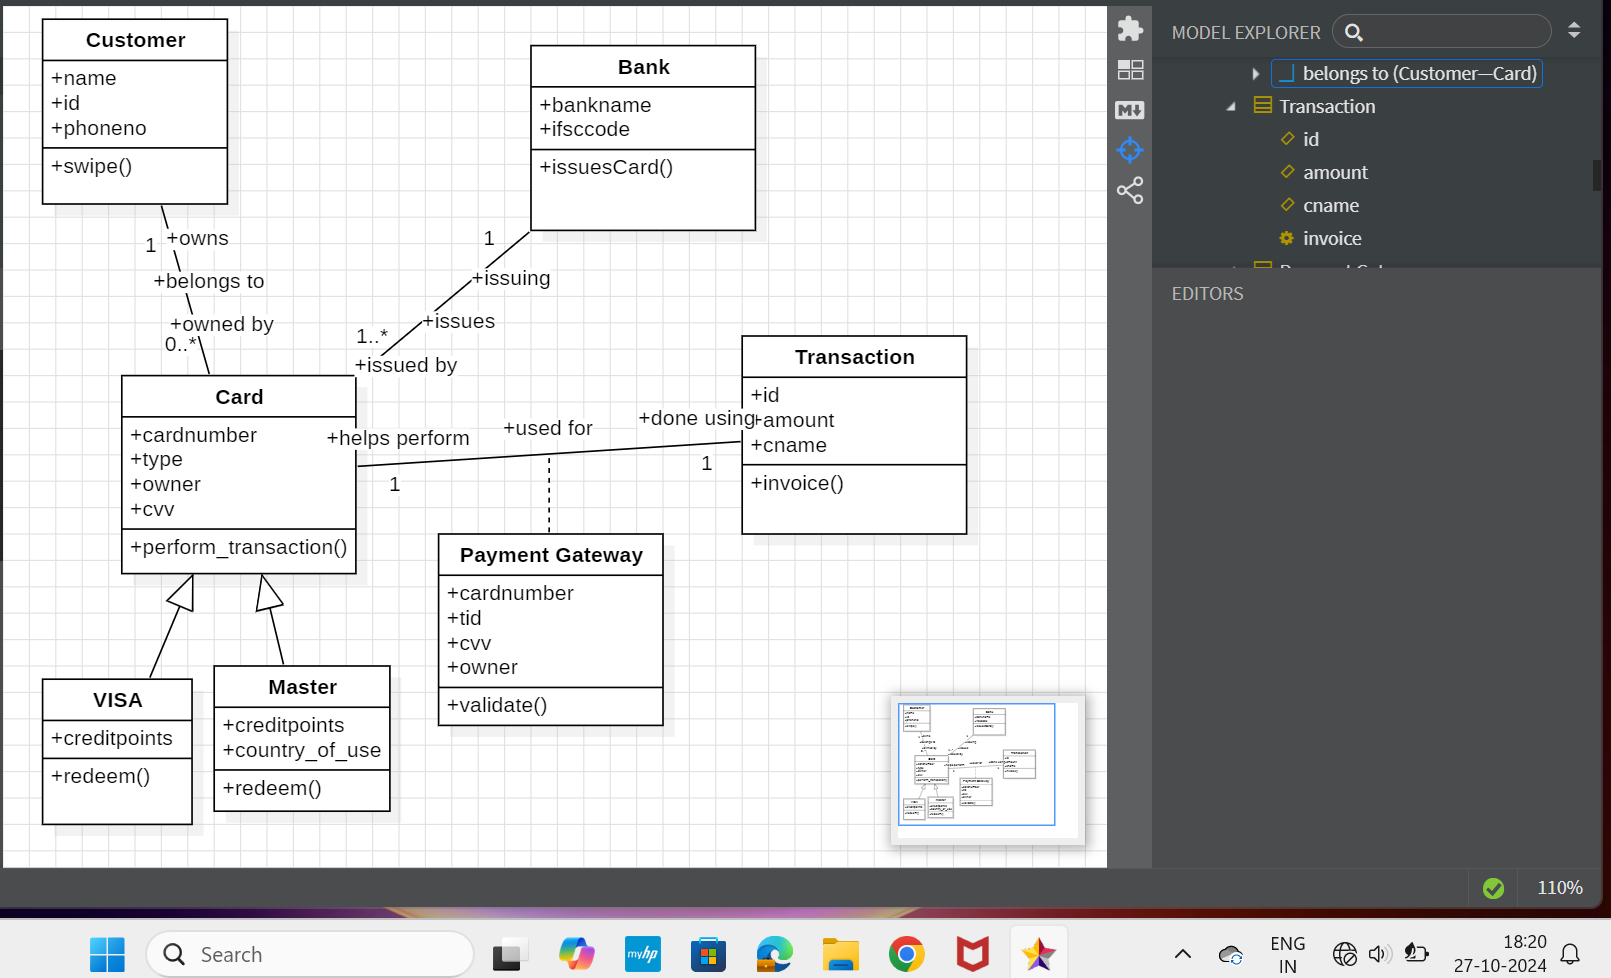 Customer
+name
+id
+phoneno
+swipe()
Bank
+bankname
+ifsccode
+issuesCard()
1
+owns
+belongs to
+owned by
0..*
1
+issuing
+issues
1..*
+issued by
Card
+cardnumber
+type
+owner
+cvv
+perform_transaction()
+helps perform
+used for
+done using
1
1
Transaction
+id
+amount
+cname
+invoice()
Payment Gateway
+cardnumber
+tid
+cvv
+owner
+validate()
VISA
+creditpoints
+redeem()
Master
+creditpoints
+country_of_use
+redeem()
MODEL EXPLORER
belongs to (Customer—Card)
Transaction
id
amount
cname
invoice
EDITORS
M
110%
Search
myhp
ENG
IN
18:20
27-10-2024